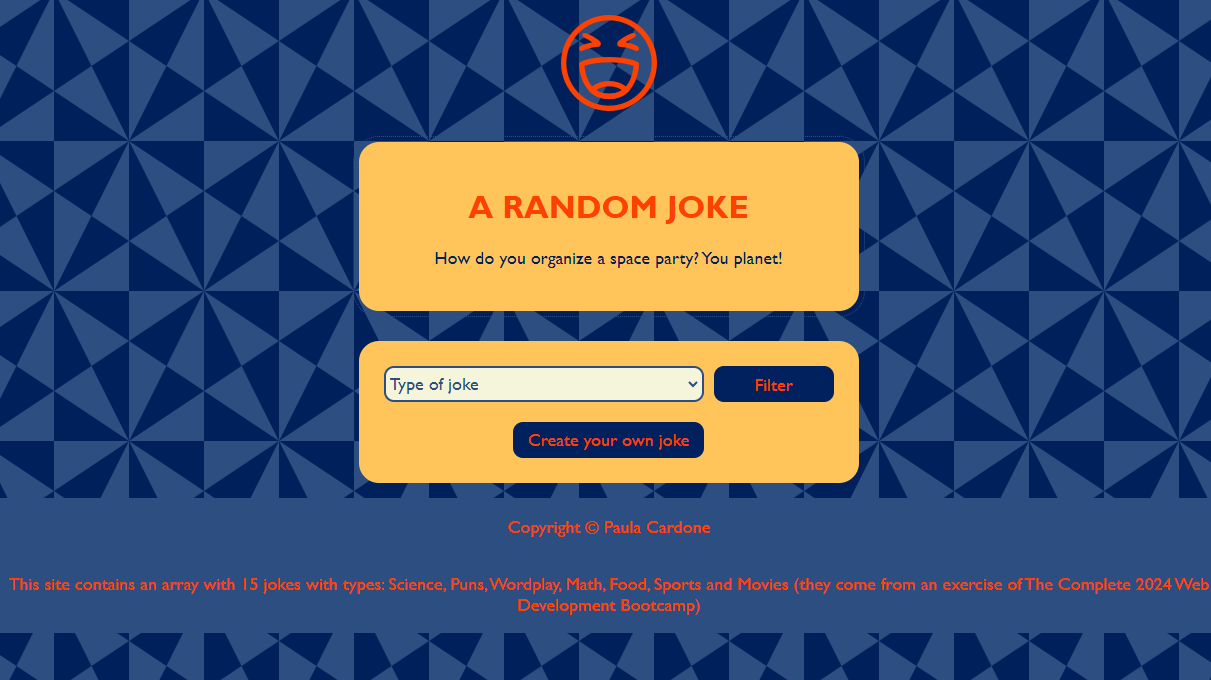 A RANDOM JOKE
How do you organize a space party? You planet!
Type of joke
Filter
Create your own joke
Copyright © Paula Cardone
This site contains an array with 15 jokes with types: Science, Puns, Wordplay, Math, Food, Sports and Movies (they come from an exercise of The Complete 2024 Web
Development Bootcamp)